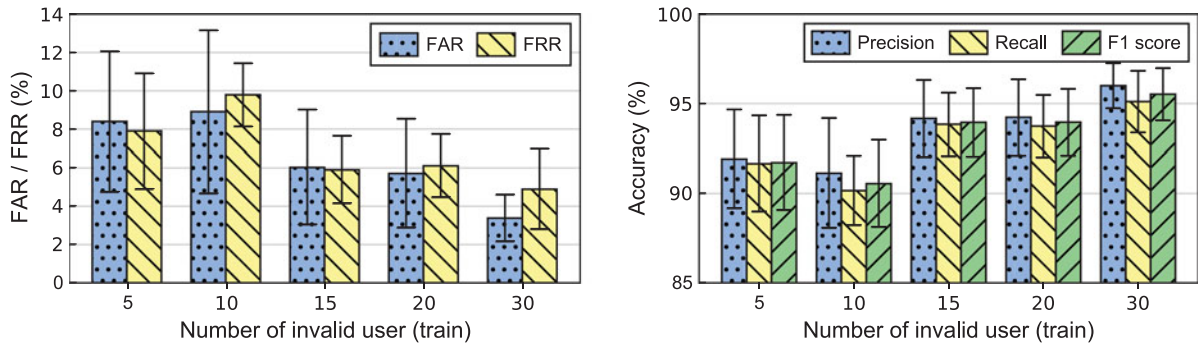 FAR / FRR (%)
14
12
10
8
6
4
2
0
FAR FRR
5 10 15 20 30
Number of invalid user (train)
Accuracy (%)
100
95
90
85
Precision Recall F1 score
5 10 15 20 30
Number of invalid user (train)